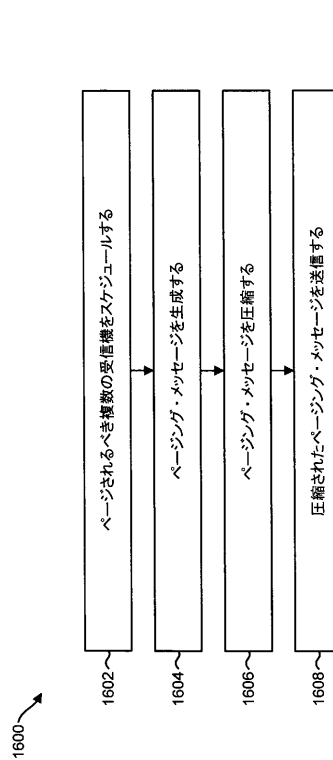 1600
1602
ページされるべき複数の受信機をスケジュールする
1604
ページング・メッセージを生成する
1606
ページング・メッセージを圧縮する
1608
圧縮されたページング・メッセージを送信する